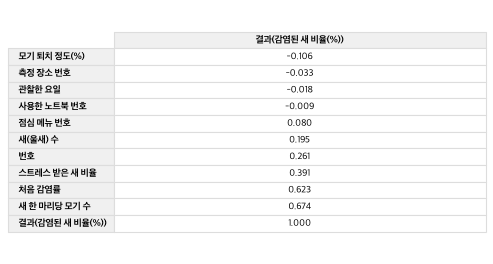 결과(감염된 새 비율(%))
모기 퇴치 정도(%) -0.106
측정 장소 번호 -0.033
관찰한 요일 -0.018
사용한 노트북 번호 -0.009
점심 메뉴 번호 0.080
새(울새) 수 0.195
번호 0.261
스트레스 받은 새 비율 0.391
처음 감염률 0.623
새 한 마리당 모기 수 0.674
결과(감염된 새 비율(%)) 1.000